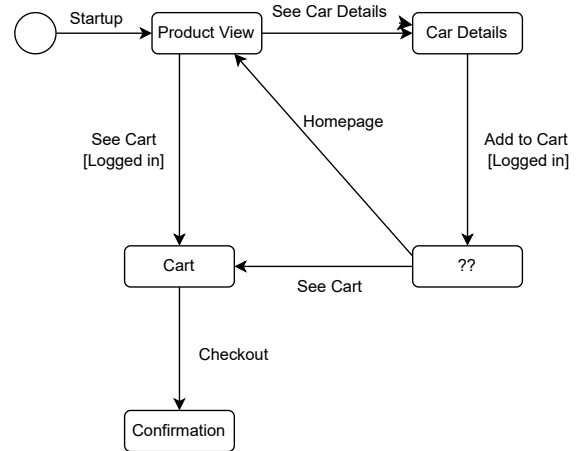 Startup
Product View
See Car Details
Car Details
Homepage
See Cart
[Logged in]
Add to Cart
[Logged in]
Cart
See Cart
??
Checkout
Confirmation